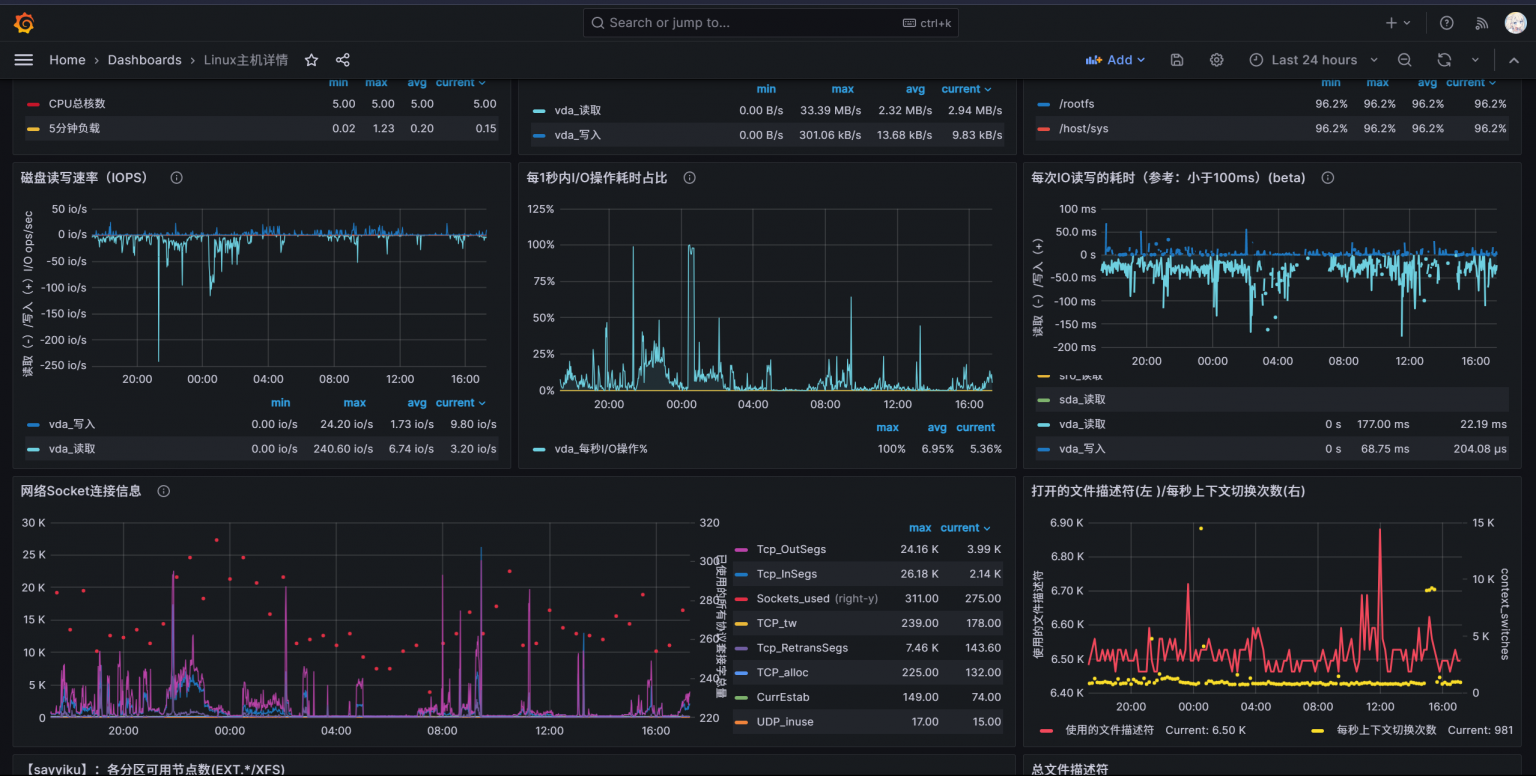 Search or jump to... ctrl+k
Home › Dashboards › Linux主机详情 Add Last 24 hours
min max avg current
CPU总核数 5.00 5.00 5.00 5.00
5分钟负载 0.02 1.23 0.20 0.15
min max avg current
vda_读取 0.00 B/s 33.39 MB/s 2.32 MB/s 2.94 MB/s
vda_写入 0.00 B/s 301.06 kB/s 13.68 kB/s 9.83 kB/s
min max avg current
/rootfs 96.2% 96.2% 96.2% 96.2%
/host/sys 96.2% 96.2% 96.2% 96.2%
磁盘读写速率（IOPS）
读取（-）/写入（+）I/O ops/sec
50 io/s
0 io/s
-50 io/s
-100 io/s
-150 io/s
-200 io/s
-250 io/s
20:00 00:00 04:00 08:00 12:00 16:00
min max avg current
vda_写入 0.00 io/s 24.20 io/s 1.73 io/s 9.80 io/s
vda_读取 0.00 io/s 240.60 io/s 6.74 io/s 3.20 io/s
每1秒内I/O操作耗时占比
125%
100%
75%
50%
25%
0%
20:00 00:00 04:00 08:00 12:00 16:00
max avg current
vda_每秒I/O操作% 100% 6.95% 5.36%
每次IO读写的耗时（参考：小于100ms）(beta)
读取（-）/写入（+）
100 ms
50.0 ms
0 s
-50.0 ms
-100 ms
-150 ms
-200 ms
20:00 00:00 04:00 08:00 12:00 16:00
sr0_读取
sda_读取
vda_读取 0 s 177.00 ms 22.19 ms
vda_写入 0 s 68.75 ms 204.08 µs
网络Socket连接信息
30 K
25 K
20 K
15 K
10 K
5 K
0
320
300
280
260
240
220
已使用的所有协议套接字总量
20:00 00:00 04:00 08:00 12:00 16:00
max current
Tcp_OutSegs 24.16 K 3.99 K
Tcp_InSegs 26.18 K 2.14 K
Sockets_used (right-y) 311.00 275.00
TCP_tw 239.00 178.00
Tcp_RetransSegs 7.46 K 143.60
TCP_alloc 225.00 132.00
CurrEstab 149.00 74.00
UDP_inuse 17.00 15.00
打开的文件描述符(左 )/每秒上下文切换次数(右)
使用的文件描述符
6.90 K
6.80 K
6.70 K
6.60 K
6.50 K
6.40 K
15 K
10 K
5 K
0
context_switches
20:00 00:00 04:00 08:00 12:00 16:00
使用的文件描述符 Current: 6.50 K 每秒上下文切换次数 Current: 981
【sayyiku】：各分区可用节点数(EXT.*/XFS)
总文件描述符